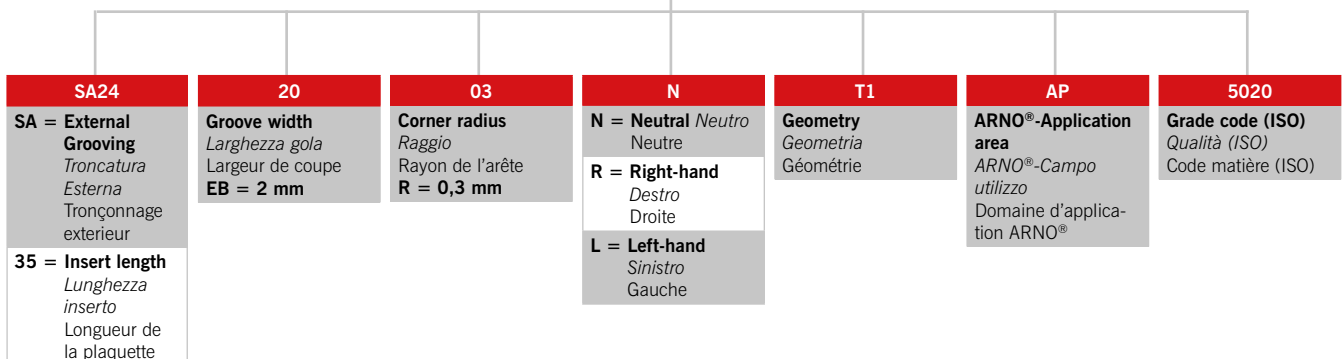 SA24
SA = External
Grooving
Troncatura
Esterna
Tronçonnage
exterieur
35 = Insert length
Lunghezza
inserto
Longueur de
la plaquette
20
Groove width
Larghezza gola
Largeur de coupe
EB = 2 mm
03
Corner radius
Raggio
Rayon de l’arête
R = 0,3 mm
N
N = Neutral Neutro
Neutre
R = Right-hand
Destro
Droite
L = Left-hand
Sinistro
Gauche
T1
Geometry
Geometria
Géométrie
AP
ARNO®-Application
area
ARNO®-Campo
utilizzo
Domaine d’applica-
tion ARNO®
5020
Grade code (ISO)
Qualità (ISO)
Code matière (ISO)